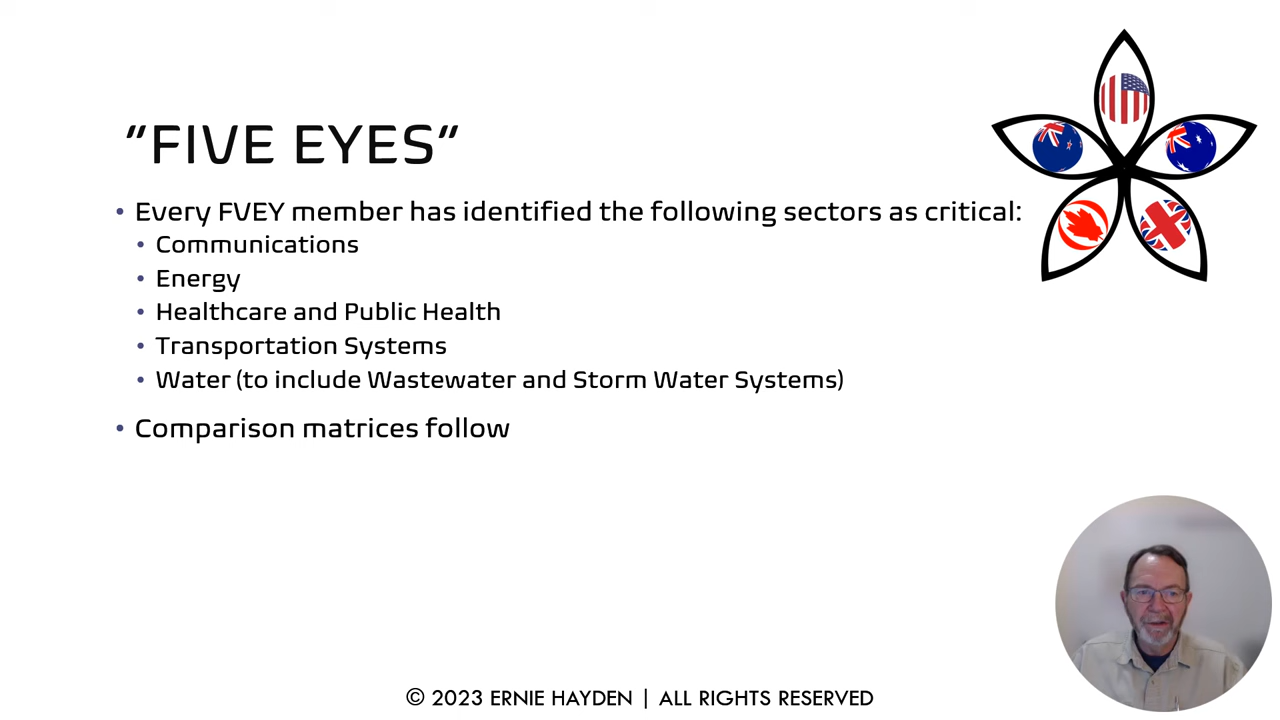 "FIVE EYES"
• Every FVEY member has identified the following sectors as critical:
• Communications
• Energy
• Healthcare and Public Health
• Transportation Systems
• Water (to include Wastewater and Storm Water Systems)
• Comparison matrices follow
© 2023 ERNIE HAYDEN | ALL RIGHTS RESERVED